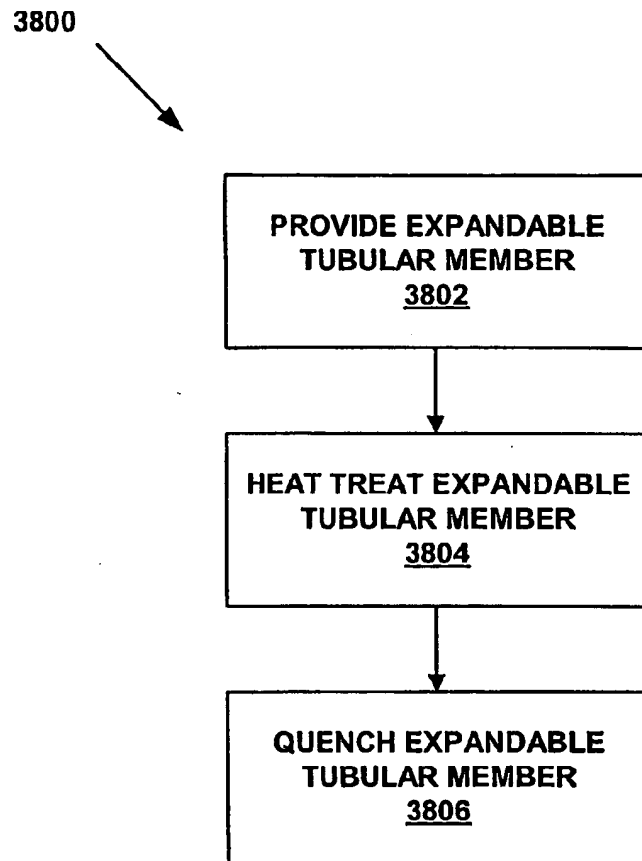 3800
PROVIDE EXPANDABLE
TUBULAR MEMBER
3802
HEAT TREAT EXPANDABLE
TUBULAR MEMBER
3804
QUENCH EXPANDABLE
TUBULAR MEMBER
3806